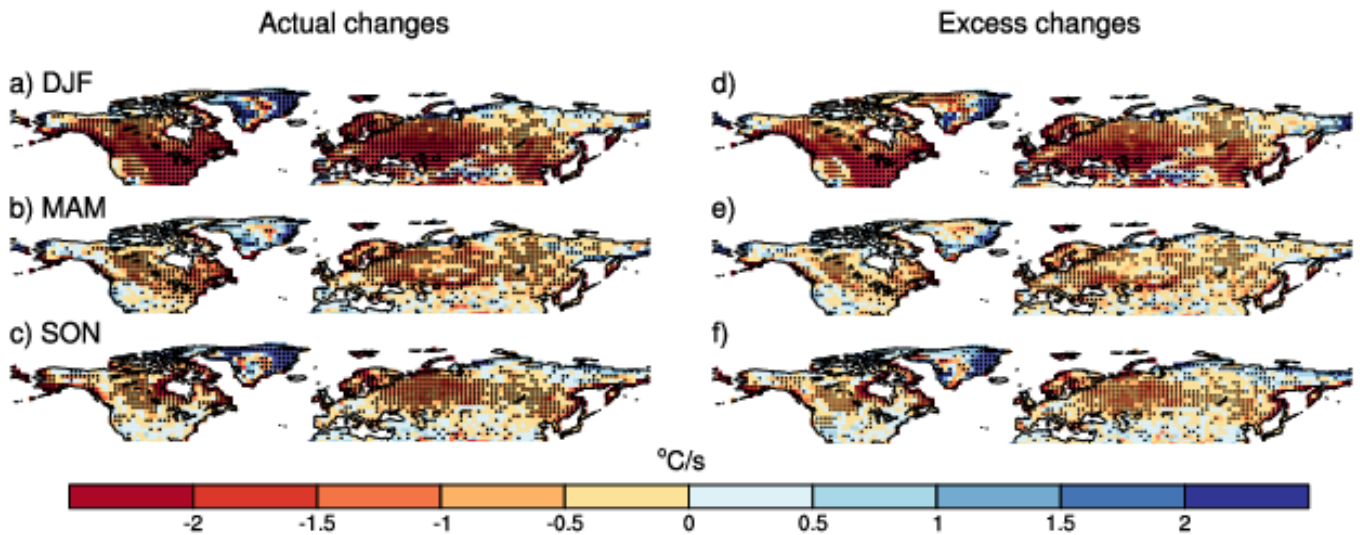 Actual changes
Excess changes
a) DJF
d)
b) MAM
e)
c) SON
f)
°C/s
-2 -1.5 -1 -0.5 0 0.5 1 1.5 2